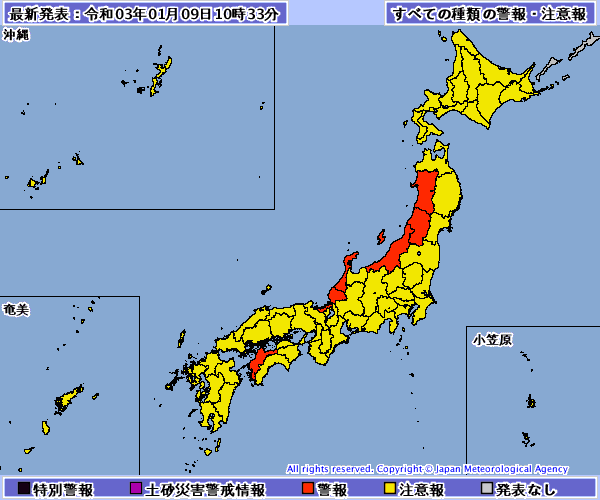 最新発表：令和03年01月09日10時33分
すべての種類の警報・注意報
沖縄
奄美
小笠原
All rights reserved. Copyright © Japan Meteorological Agency
特別警報 土砂災害警戒情報 警報 注意報 発表なし